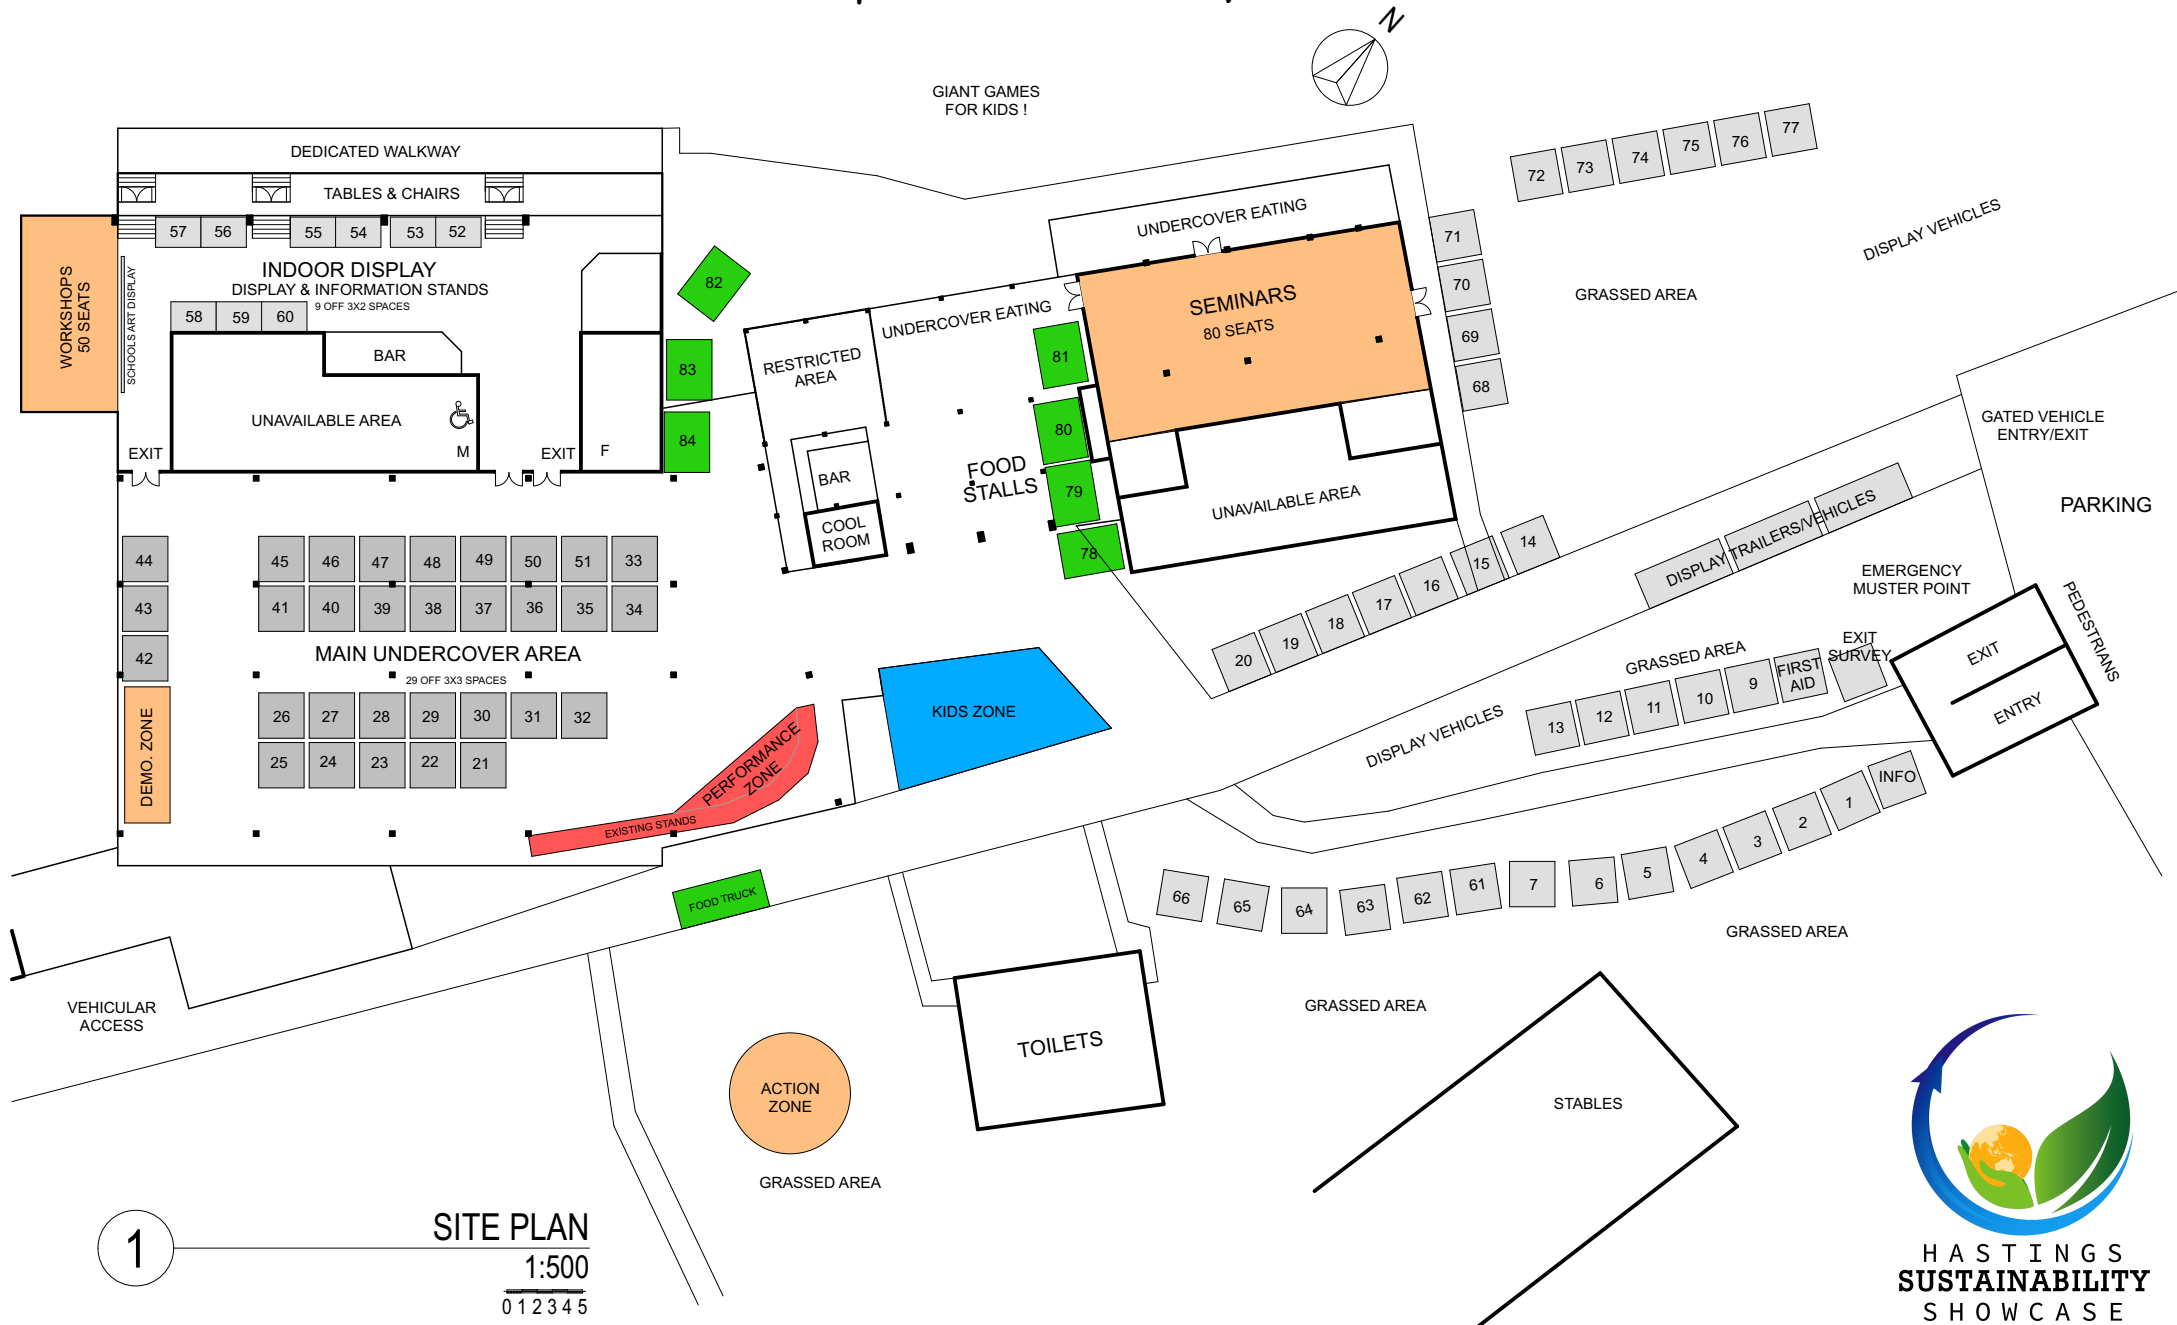 N
GIANT GAMES
FOR KIDS !
DEDICATED WALKWAY
TABLES & CHAIRS
57
56
55
54
53
52
WORKSHOPS
50 SEATS
SCHOOLS ART DISPLAY
INDOOR DISPLAY
DISPLAY & INFORMATION STANDS
9 OFF 3X2 SPACES
58
59
60
BAR
UNAVAILABLE AREA
M
EXIT
EXIT
F
82
83
84
RESTRICTED
AREA
UNDERCOVER EATING
BAR
COOL
ROOM
FOOD
STALLS
81
80
79
78
UNDERCOVER EATING
SEMINARS
80 SEATS
UNAVAILABLE AREA
72
73
74
75
76
77
71
70
69
68
DISPLAY VEHICLES
GRASSED AREA
GATED VEHICLE
ENTRY/EXIT
PARKING
DISPLAY TRAILERS/VEHICLES
EMERGENCY
MUSTER POINT
PEDESTRIANS
EXIT
ENTRY
EXIT
SURVEY
GRASSED AREA
FIRST
AID
9
10
11
12
13
14
15
16
17
18
19
20
DISPLAY VEHICLES
44
45
46
47
48
49
50
51
33
43
41
40
39
38
37
36
35
34
42
MAIN UNDERCOVER AREA
29 OFF 3X3 SPACES
26
27
28
29
30
31
32
25
24
23
22
21
DEMO. ZONE
PERFORMANCE
ZONE
EXISTING STANDS
KIDS ZONE
FOOD TRUCK
INFO
1
2
3
4
5
6
7
61
62
63
64
65
66
GRASSED AREA
GRASSED AREA
VEHICULAR
ACCESS
TOILETS
ACTION
ZONE
GRASSED AREA
STABLES
1
SITE PLAN
1:500
0 1 2 3 4 5
HASTINGS
SUSTAINABILITY
SHOWCASE